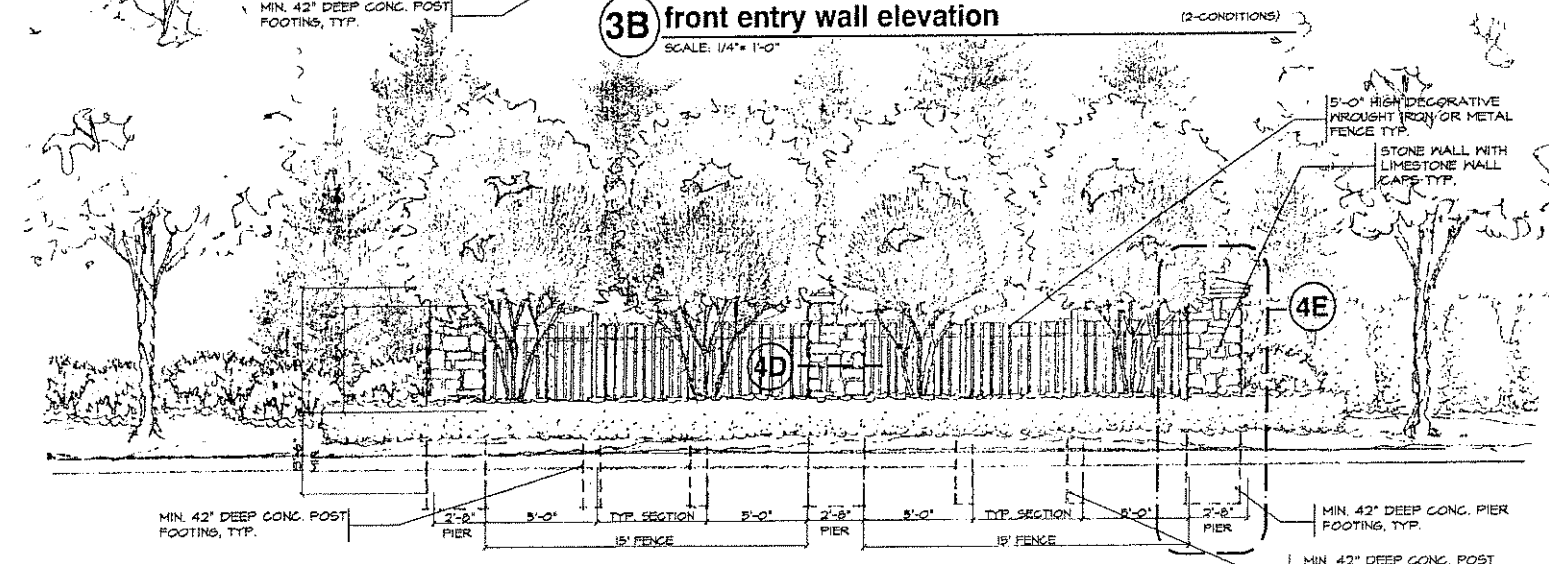 MIN. 42" DEEP CONC. POST
FOOTING, TYP.
3B front entry wall elevation
(2-CONDITIONS)
SCALE: 1/4"= 1'-0"
5'-0" HIGH DECORATIVE
WROUGHT IRON OR METAL
FENCE TYP.
STONE WALL WITH
LIMESTONE WALL
CAPS TYP.
4E
4D
MIN. 42" DEEP CONC. POST
FOOTING, TYP.
2'-8"
PIER
5'-0"
TYP. SECTION
5'-0"
2'-8"
PIER
5'-0"
TYP. SECTION
5'-0"
2'-8"
PIER
15' FENCE
15' FENCE
MIN. 42" DEEP CONC. PIER
FOOTING, TYP.
MIN. 42" DEEP CONC. POST